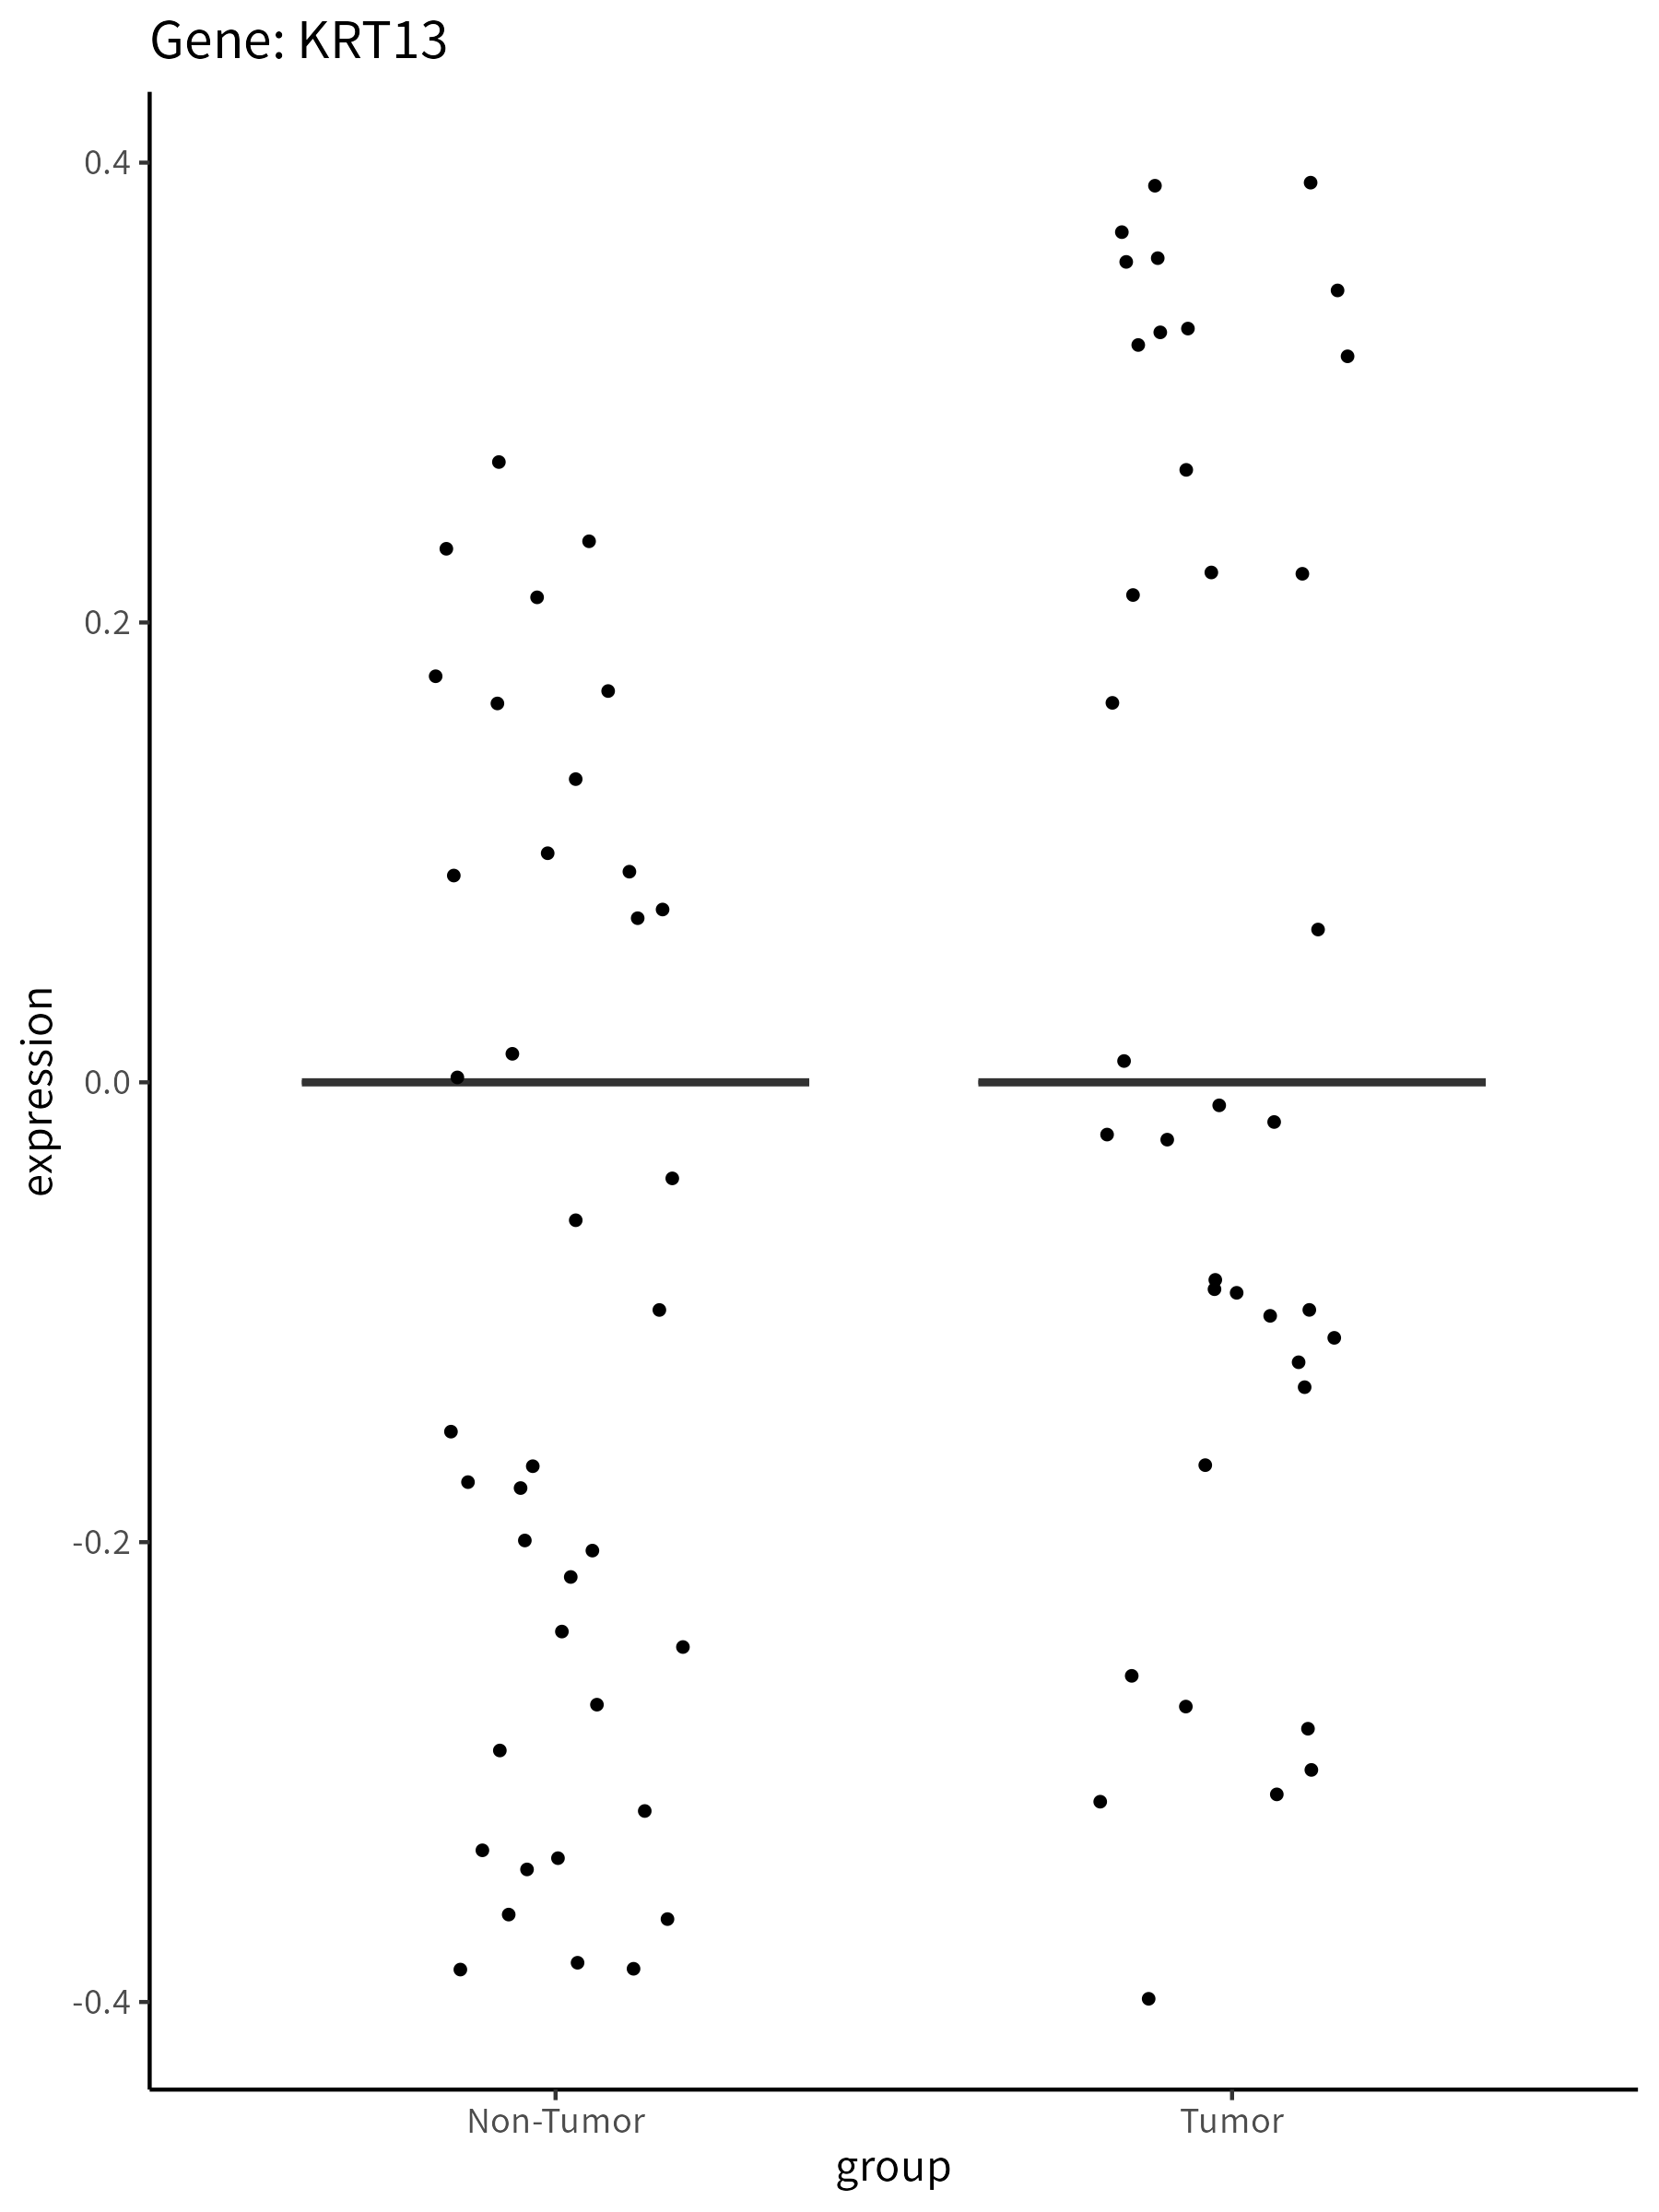 Gene: KRT13
0.4
0.2
0.0
-0.2
-0.4
expression
Non-Tumor
Tumor
group